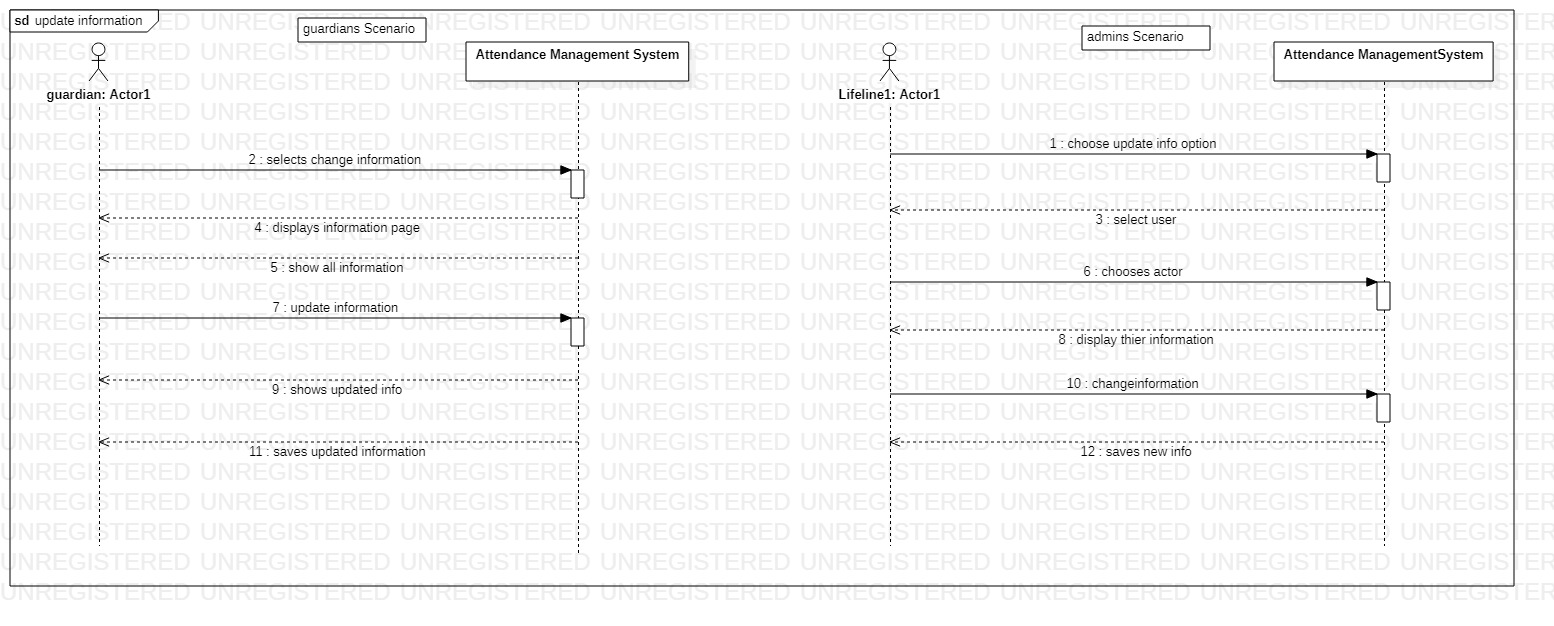 sd update information
guardians Scenario
admins Scenario
Attendance Management System
Attendance ManagementSystem
guardian: Actor1
Lifeline1: Actor1
1 : choose update info option
2 : selects change information
3 : select user
4 : displays information page
5 : show all information
6 : chooses actor
7 : update information
8 : display thier information
9 : shows updated info
10 : changeinformation
11 : saves updated information
12 : saves new info
UNREGISTERED